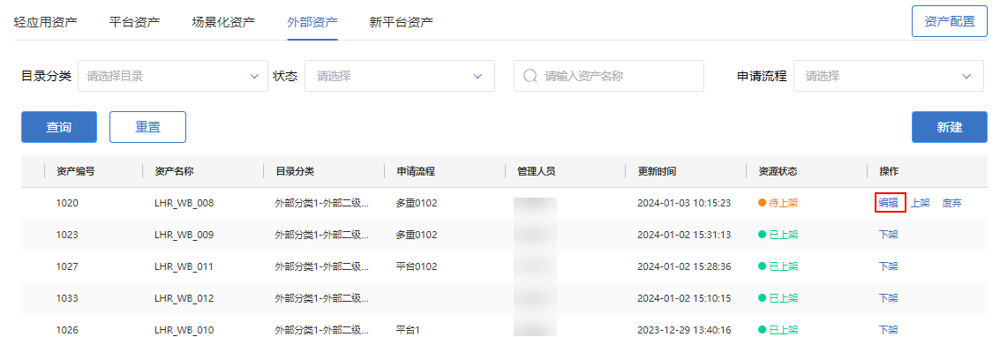 轻应用资产 平台资产 场景化资产 外部资产 新平台资产 资产配置
目录分类 请选择目录 状态 请选择 请输入资产名称 申请流程 请选择
查询 重置 新建
资产编号 资产名称 目录分类 申请流程 管理人员 更新时间 资源状态 操作
1020 LHR_WB_008 外部分类1-外部二级... 多重0102 2024-01-03 10:15:23 待上架 编辑 上架 废弃
1023 LHR_WB_009 外部分类1-外部二级... 多重0102 2024-01-02 15:31:13 已上架 下架
1027 LHR_WB_011 外部分类1-外部二级... 平台0102 2024-01-02 15:28:36 已上架 下架
1033 LHR_WB_012 外部分类1-外部二级... 2024-01-02 15:10:15 已上架 下架
1026 LHR_WB_010 外部分类1-外部二级... 平台1 2023-12-29 13:40:16 已上架 下架